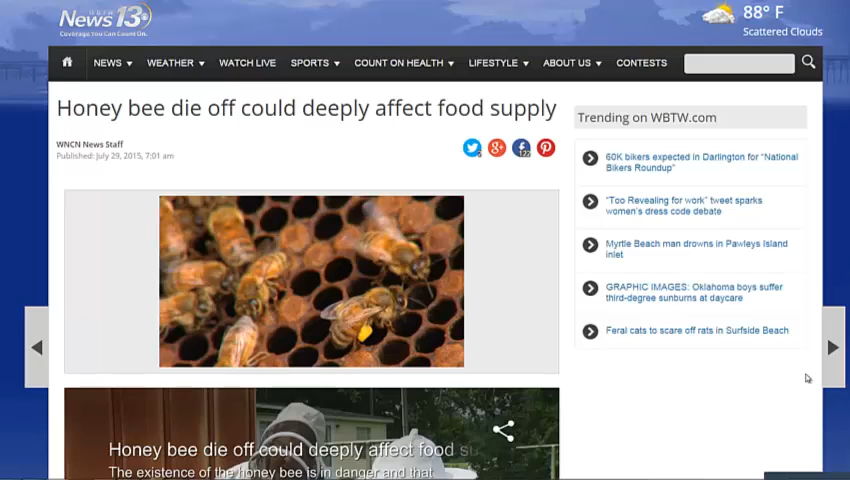 WBTW
News 13
Coverage You Can Count On.
88° F
Scattered Clouds
NEWS
WEATHER
WATCH LIVE
SPORTS
COUNT ON HEALTH
LIFESTYLE
ABOUT US
CONTESTS
Honey bee die off could deeply affect food supply
WNCN News Staff
Published: July 29, 2015, 7:01 am
122
Trending on WBTW.com
60K bikers expected in Darlington for “National
Bikers Roundup”
“Too Revealing for work” tweet sparks
women’s dress code debate
Myrtle Beach man drowns in Pawleys Island
inlet
GRAPHIC IMAGES: Oklahoma boys suffer
third-degree sunburns at daycare
Feral cats to scare off rats in Surfside Beach
Honey bee die off could deeply affect food su
The existence of the honey bee is in danger and that